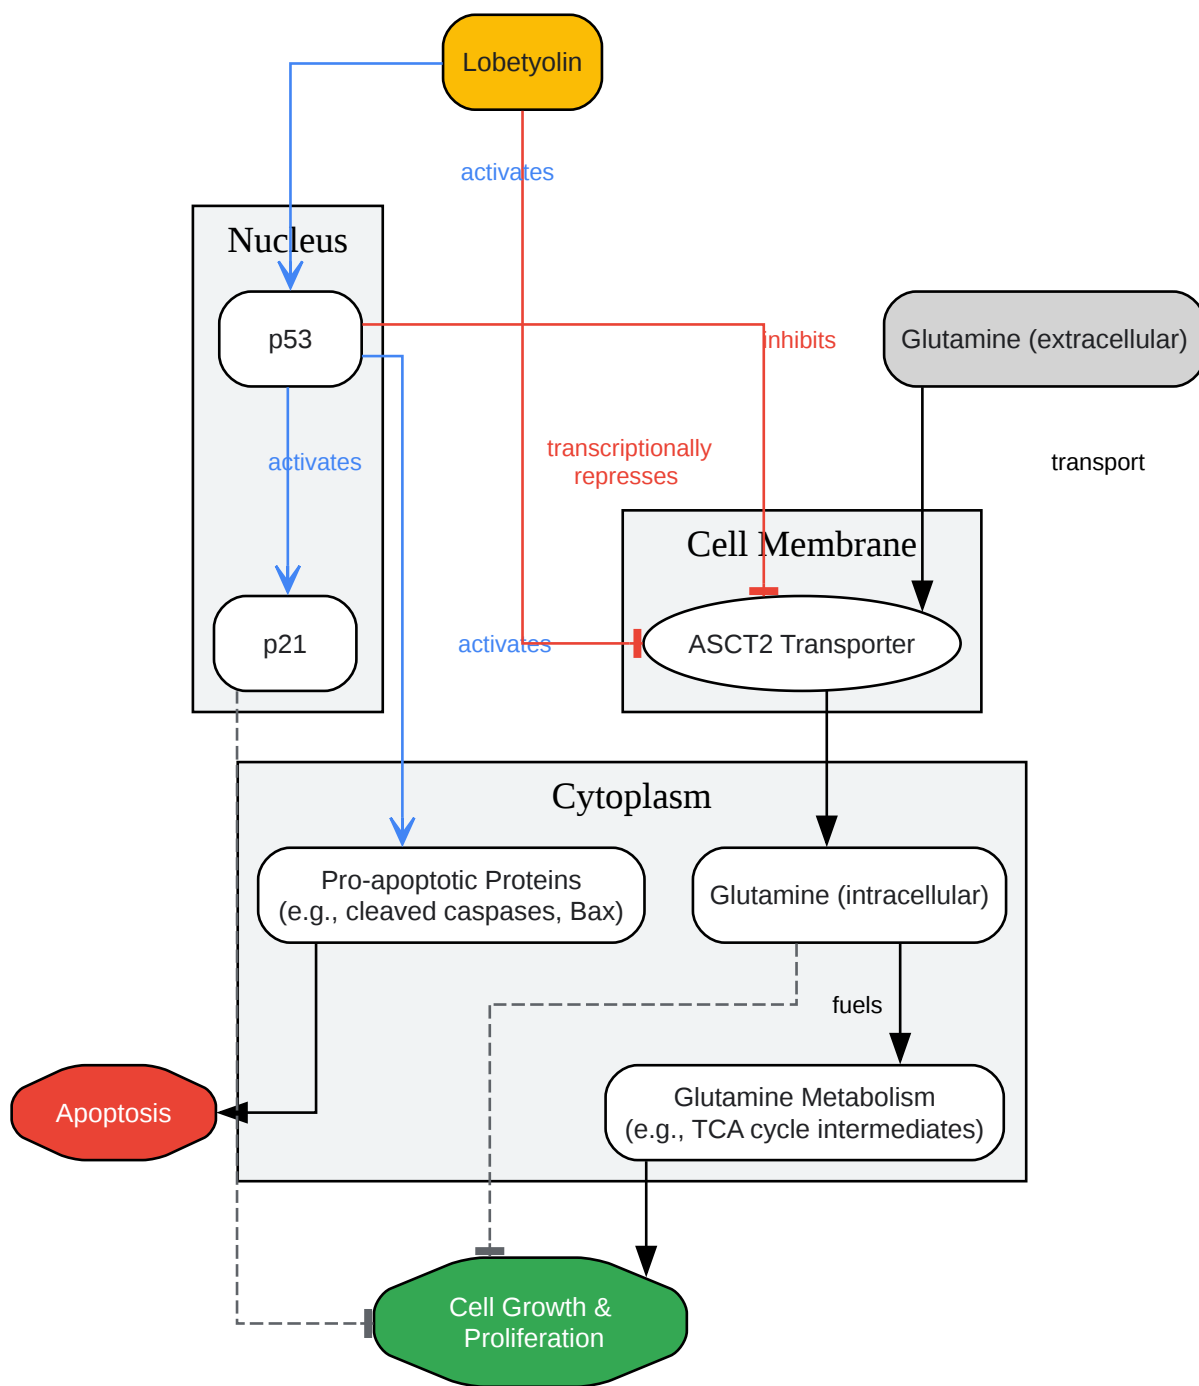 Lobetyolin
activates
Nucleus
p53
inhibits
Glutamine (extracellular)
transcriptionally
represses
activates
transport
Cell Membrane
p21
activates
ASCT2 Transporter
Cytoplasm
Pro-apoptotic Proteins
(e.g., cleaved caspases, Bax)
Glutamine (intracellular)
fuels
Apoptosis
Glutamine Metabolism
(e.g., TCA cycle intermediates)
Cell Growth &
Proliferation